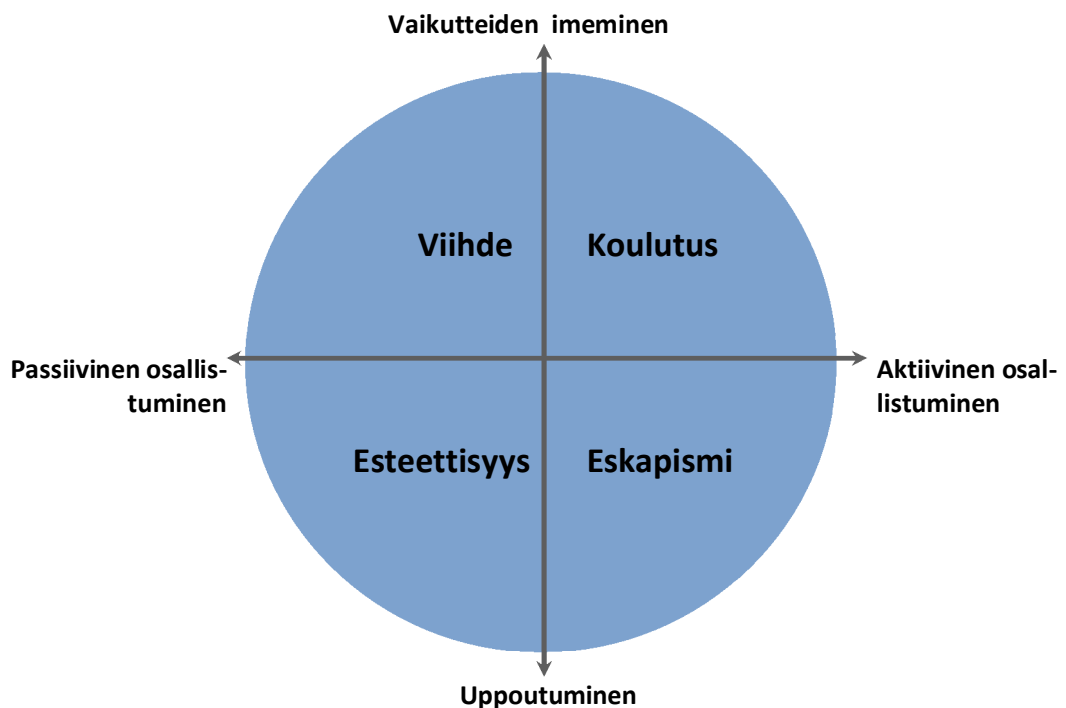 Vaikutteiden imeminen
Viihde
Koulutus
Passiivinen osallis-
tuminen
Aktiivinen osal-
listuminen
Esteettisyys
Eskapismi
Uppoutuminen